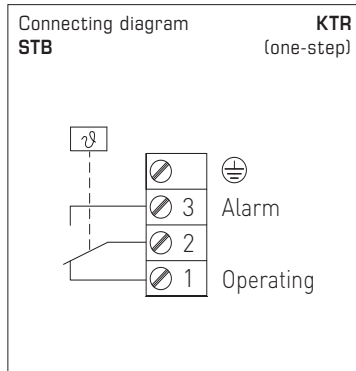 Connecting diagram KTR
STB (one-step)
ϑ
3 Alarm
2
1 Operating